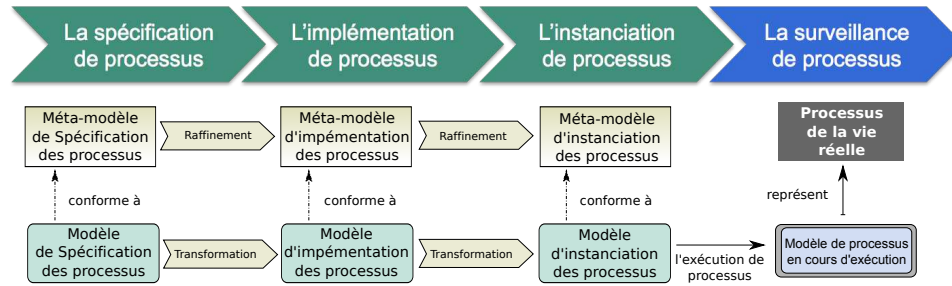 La spécification
de processus
L'implémentation
de processus
L'instanciation
de processus
La surveillance
de processus
Méta-modèle
de Spécification
des processus
Raffinement
Méta-modèle
d'impémentation
des processus
Raffinement
Méta-modèle
d'instanciation
des processus
Processus
de la vie
réelle
conforme à
conforme à
conforme à
représent
Modèle
de Spécification
des processus
Transformation
Modèle
d'impémentation
des processus
Transformation
Modèle
d'instanciation
des processus
l'exécution de
processus
Modèle de processus
en cours d'exécution